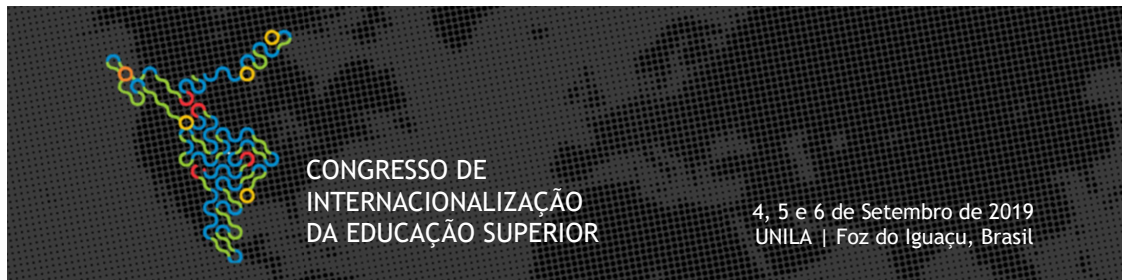 CONGRESSO DE
INTERNACIONALIZAÇÃO
DA EDUCAÇÃO SUPERIOR
4, 5 e 6 de Setembro de 2019
UNILA | Foz do Iguaçu, Brasil